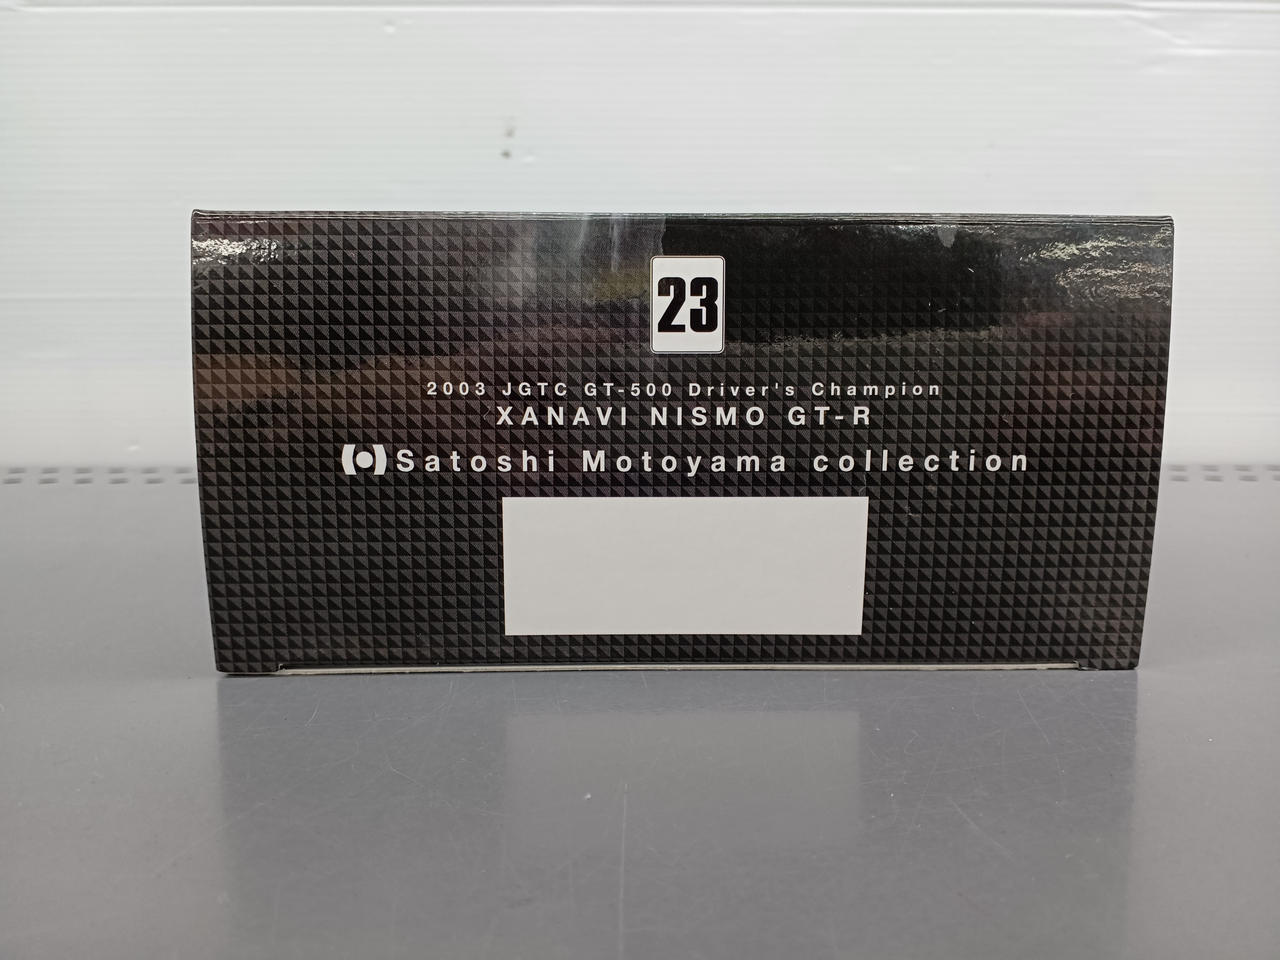 23
2003 JGTC GT-500 Driver's Champion
XANAVI NISMO GT-R
Satoshi Motoyama collection